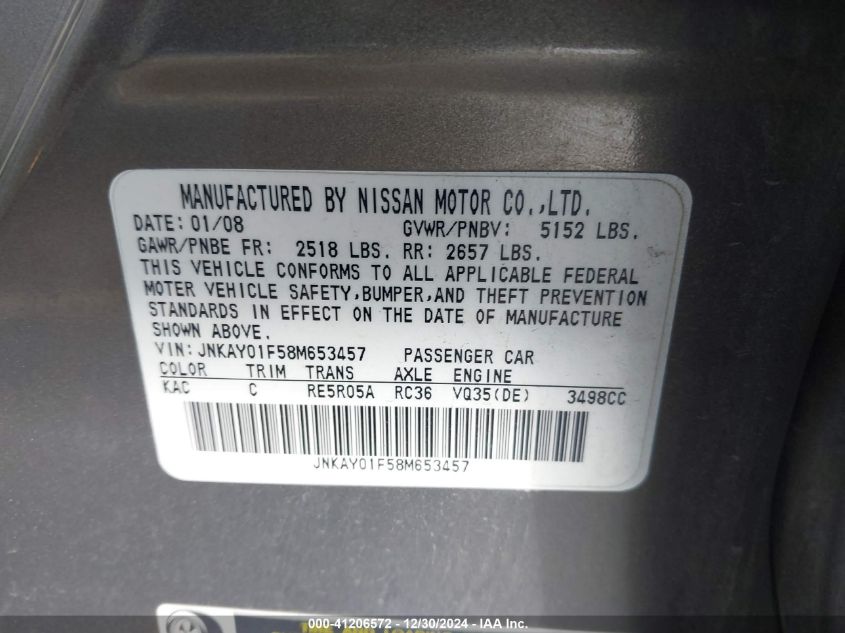 MANUFACTURED BY NISSAN MOTOR CO.,LTD.
DATE: 01/08 GVWR/PNBV: 5152 LBS.
GAWR/PNBE FR: 2518 LBS. RR: 2657 LBS.
THIS VEHICLE CONFORMS TO ALL APPLICABLE FEDERAL
MOTER VEHICLE SAFETY,BUMPER,AND THEFT PREVENTION
STANDARDS IN EFFECT ON THE DATE OF MANUFACTURE
SHOWN ABOVE.
VIN:JNKAY01F58M653457 PASSENGER CAR
COLOR TRIM TRANS AXLE ENGINE
KAC C RE5R05A RC36 VQ35(DE) 3498CC
JNKAY01F58M653457
000-41206572 - 12/30/2024 - IAA Inc.